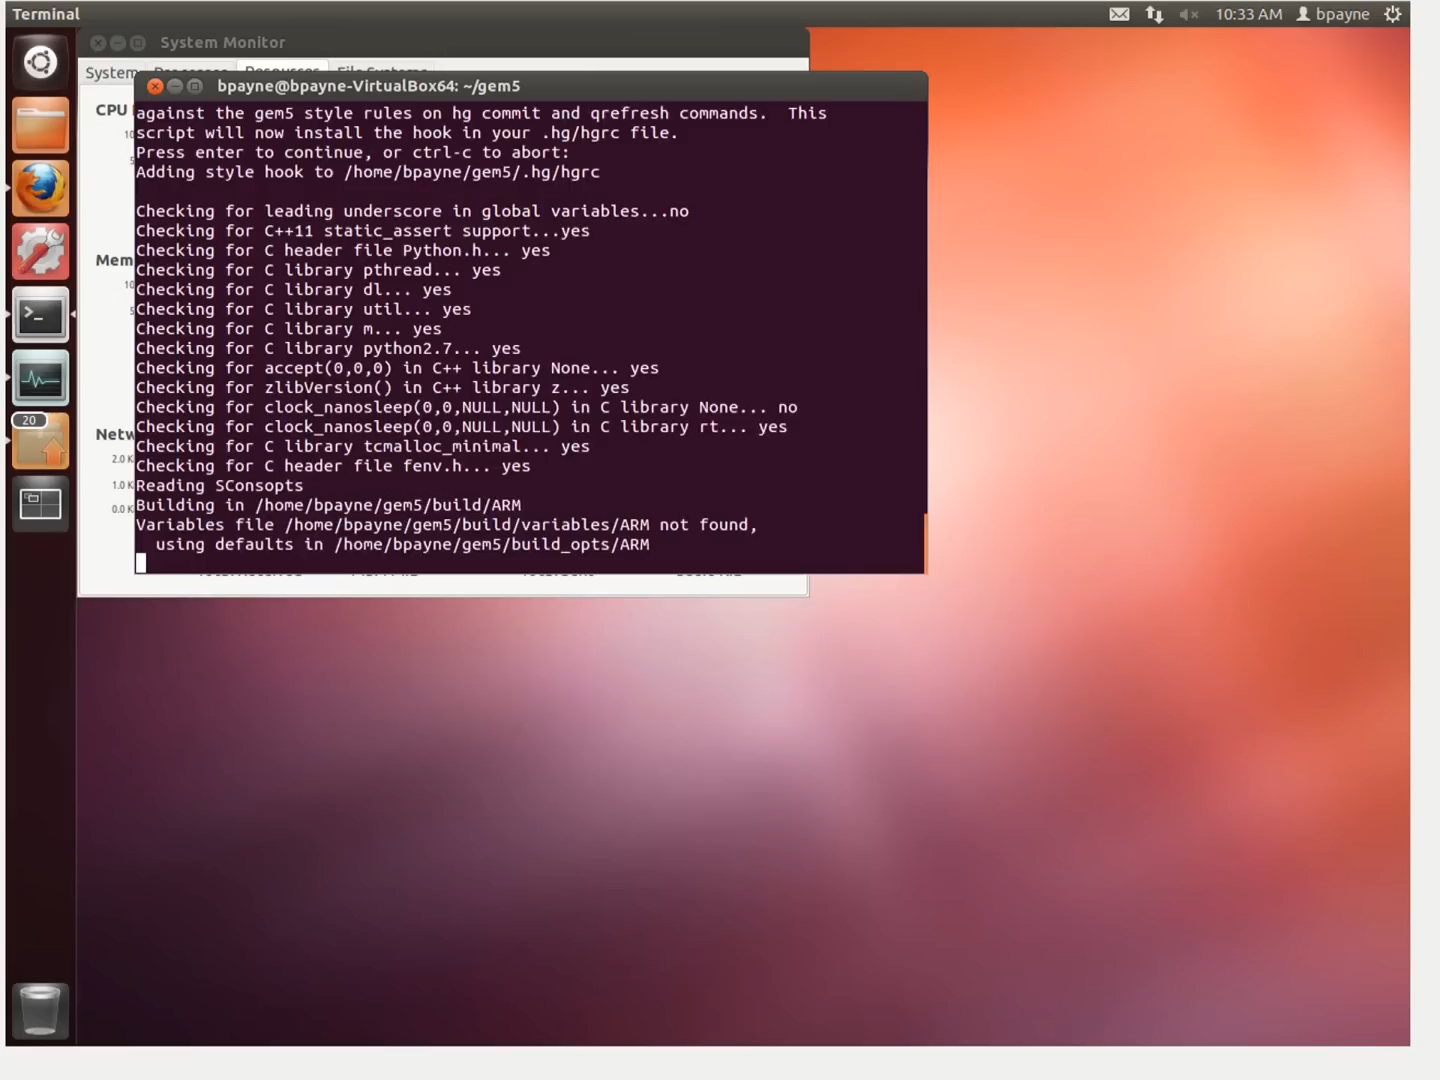 Terminal
10:33 AM
bpayne
System Monitor
System
Resources
File Systems
bpayne@bpayne-VirtualBox64: ~/gem5
CPU
Mem
Netw
2.0 K
1.0 K
0.0 K
20
against the gem5 style rules on hg commit and qrefresh commands.  This
script will now install the hook in your .hg/hgrc file.
Press enter to continue, or ctrl-c to abort:
Adding style hook to /home/bpayne/gem5/.hg/hgrc
Checking for leading underscore in global variables...no
Checking for C++11 static_assert support...yes
Checking for C header file Python.h... yes
Checking for C library pthread... yes
Checking for C library dl... yes
Checking for C library util... yes
Checking for C library m... yes
Checking for C library python2.7... yes
Checking for accept(0,0,0) in C++ library None... yes
Checking for zlibVersion() in C++ library z... yes
Checking for clock_nanosleep(0,0,NULL,NULL) in C library None... no
Checking for clock_nanosleep(0,0,NULL,NULL) in C library rt... yes
Checking for C library tcmalloc_minimal... yes
Checking for C header file fenv.h... yes
Reading SConsopts
Building in /home/bpayne/gem5/build/ARM
Variables file /home/bpayne/gem5/build/variables/ARM not found,
  using defaults in /home/bpayne/gem5/build_opts/ARM